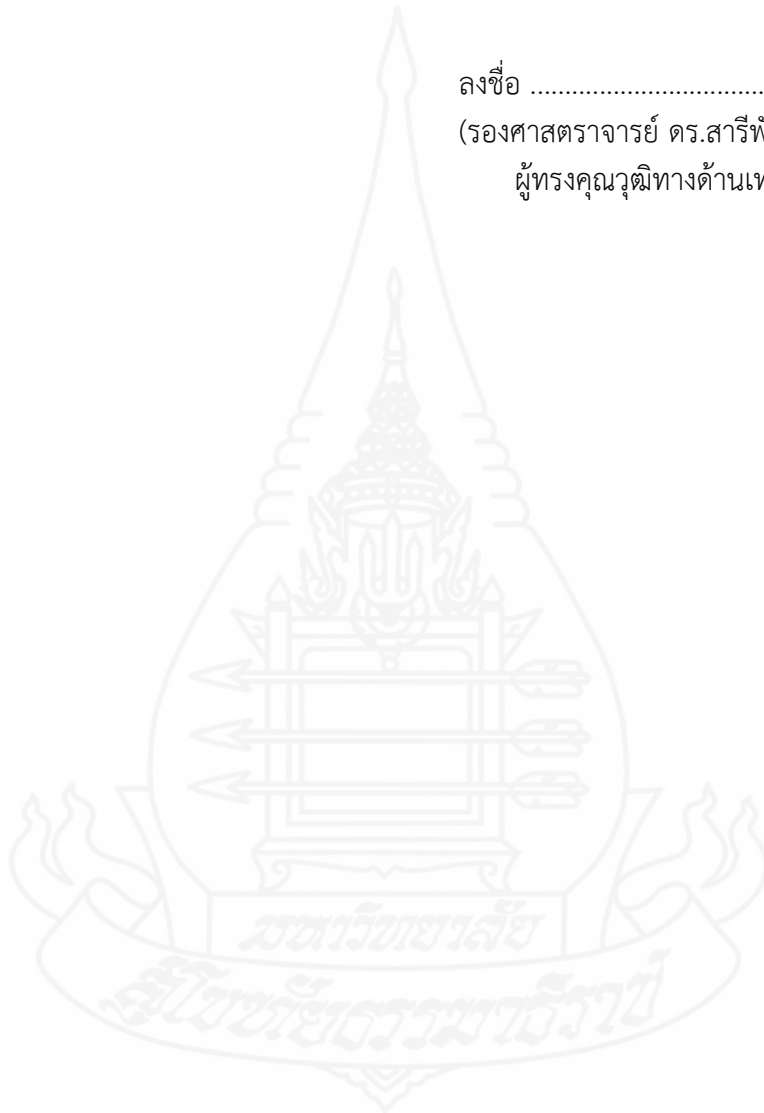 ลงชื่อ .................................
(รองศาสตราจารย์ ดร.สารีพั
ผู้ทรงคุณวุฒิทางด้านเท
มหาวิทยาลัย
สุโขทัยธรรมาธิราช